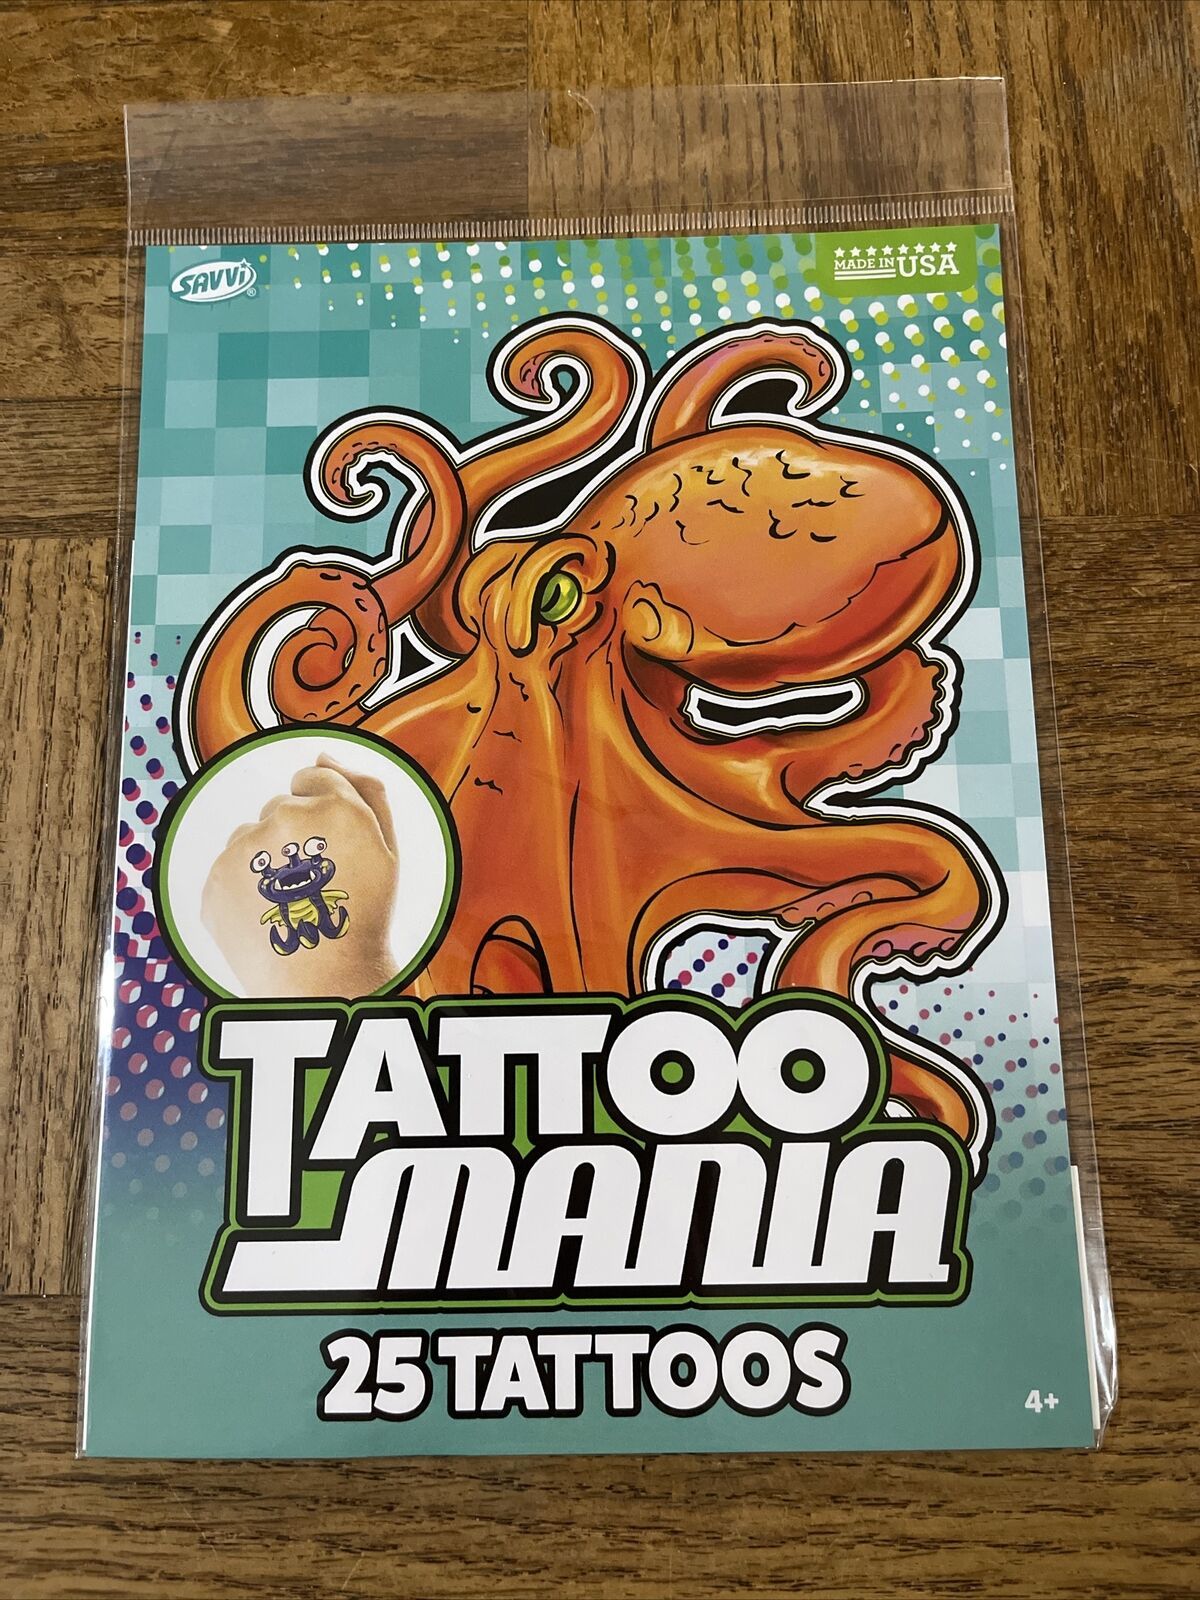 SAVVi®
MADE IN USA
TATTOO
MANIA
25 TATTOOS
4+